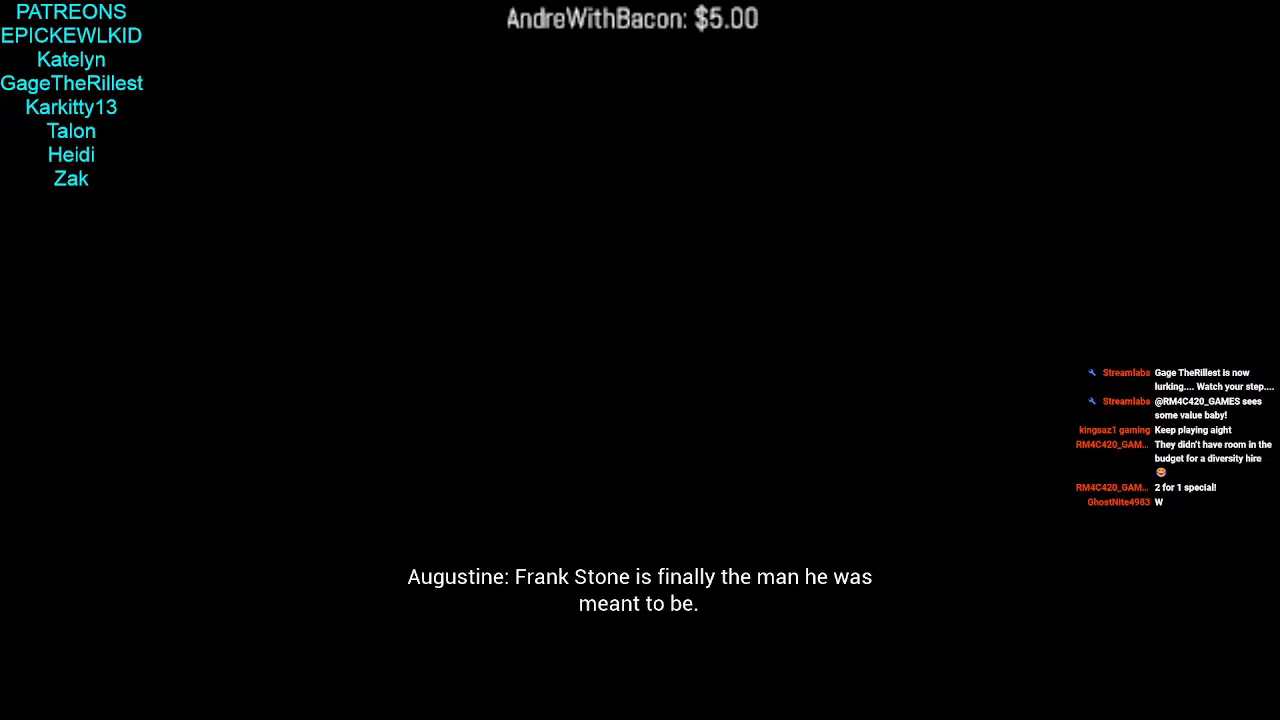 PATREONS
EPICKEWLKID
Katelyn
GageTheRillest
Karkitty13
Talon
Heidi
Zak
AndreWithBacon: $5.00
Streamlabs Gage TheRillest is now
lurking.... Watch your step....
Streamlabs @RM4C420_GAMES sees
some value baby!
kingsaz1 gaming Keep playing aight
RM4C420_GAM... They didn't have room in the
budget for a diversity hire
😂
RM4C420_GAM... 2 for 1 special!
GhostNite4983 W
Augustine: Frank Stone is finally the man he was
meant to be.